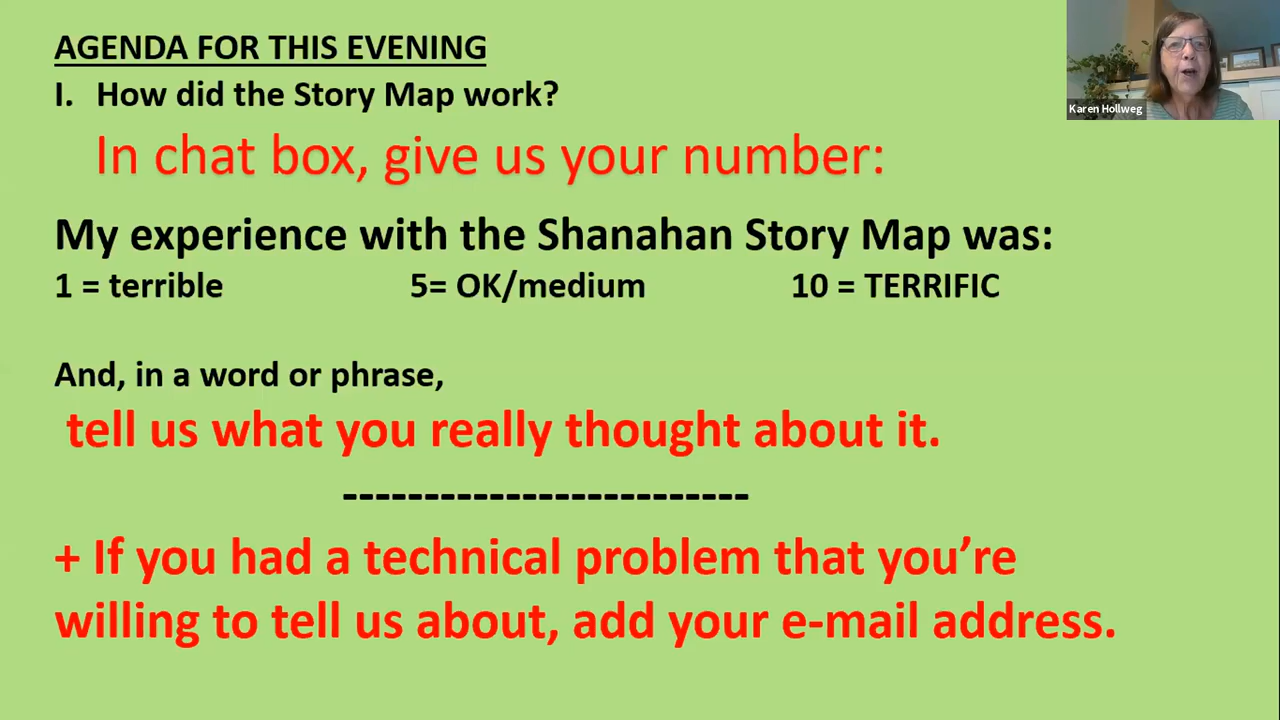 AGENDA FOR THIS EVENING
I. How did the Story Map work?
In chat box, give us your number:
My experience with the Shanahan Story Map was:
1 = terrible 5= OK/medium 10 = TERRIFIC
And, in a word or phrase,
tell us what you really thought about it.
-------------------------
+ If you had a technical problem that you’re
willing to tell us about, add your e-mail address.
Karen Hollweg